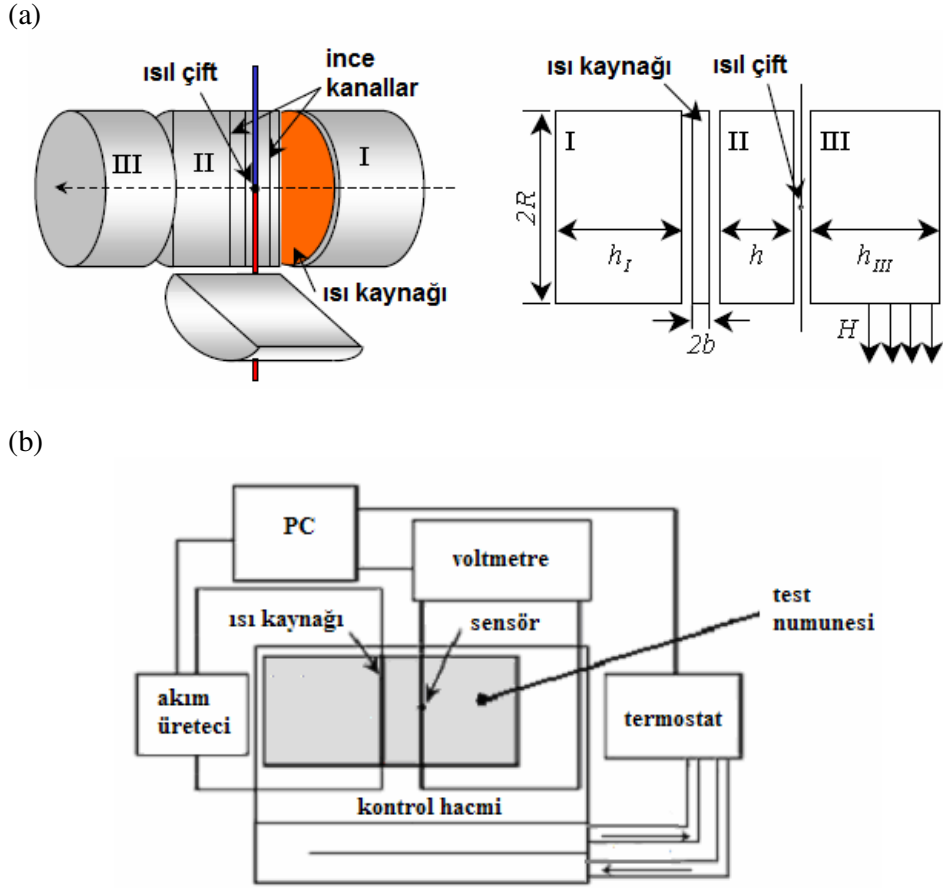 (a)
ısıl çift
ince
kanallar
III
II
I
ısı kaynağı
ısı kaynağı
ısıl çift
I
II
III
2R
h_I
h
h_III
2b
H
(b)
PC
voltmetre
ısı kaynağı
sensör
test
numunesi
akım
üreteci
termostat
kontrol hacmi